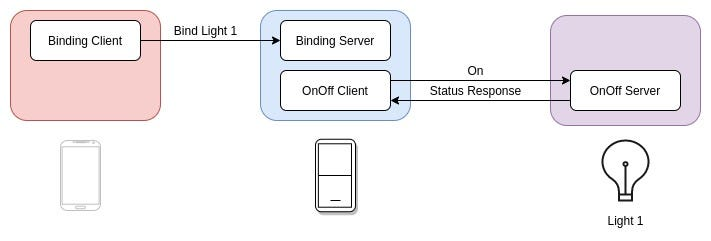 Binding Client
Bind Light 1
Binding Server
OnOff Client
On
Status Response
OnOff Server
Light 1